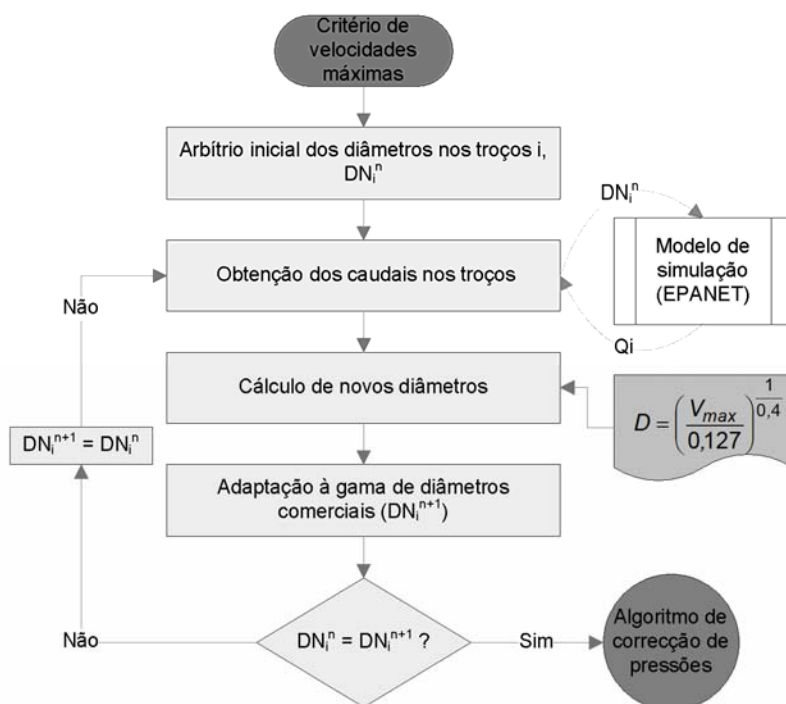 Critério de
velocidades
máximas
Arbítrio inicial dos diâmetros nos troços i,
DNᵢⁿ
DNᵢⁿ
Obtenção dos caudais nos troços
Modelo de
simulação
(EPANET)
Qi
Não
Cálculo de novos diâmetros
D = (Vmax / 0,127)^(1/0,4)
DNᵢⁿ⁺¹ = DNᵢⁿ
Adaptação à gama de diâmetros
comerciais (DNᵢⁿ⁺¹)
Não
DNᵢⁿ = DNᵢⁿ⁺¹ ?
Sim
Algoritmo de
correcção de
pressões